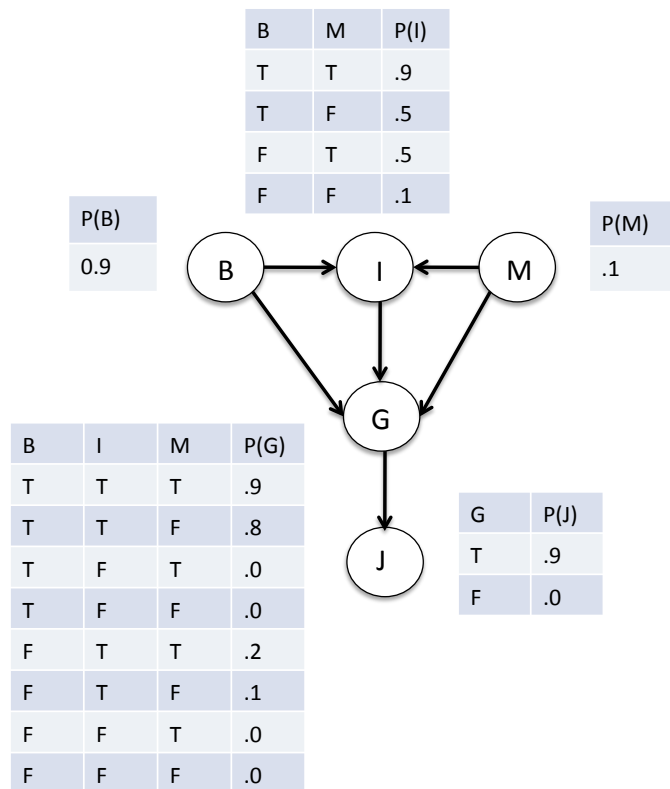 B M P(I)
T T .9
T F .5
F T .5
F F .1
P(B)
0.9
P(M)
.1
B
I
M
G
J
B I M P(G)
T T T .9
T T F .8
T F T .0
T F F .0
F T T .2
F T F .1
F F T .0
F F F .0
G P(J)
T .9
F .0